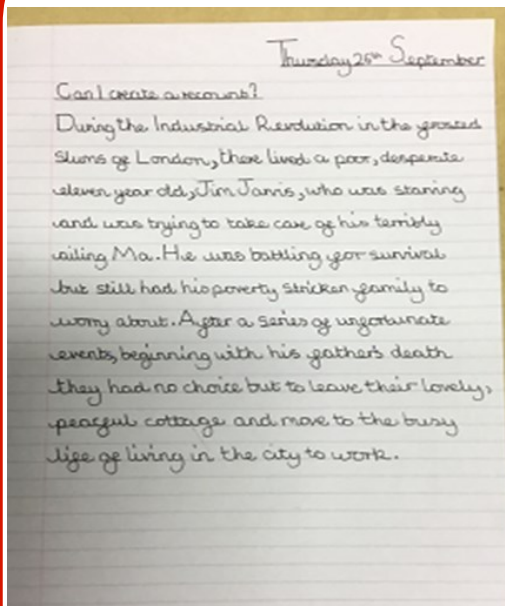 Thursday 26th September
Can I create a recount?
During the Industrial Revolution in the frosted
slums of London, there lived a poor, desperate
eleven year old, Jim Jarvis, who was starving
and was trying to take care of his terribly
ailing Ma. He was battling for survival
but still had his poverty stricken family to
worry about. After a series of unfortunate
events, beginning with his father's death
they had no choice but to leave their lovely,
peaceful cottage and move to the busy
life of living in the city to work.